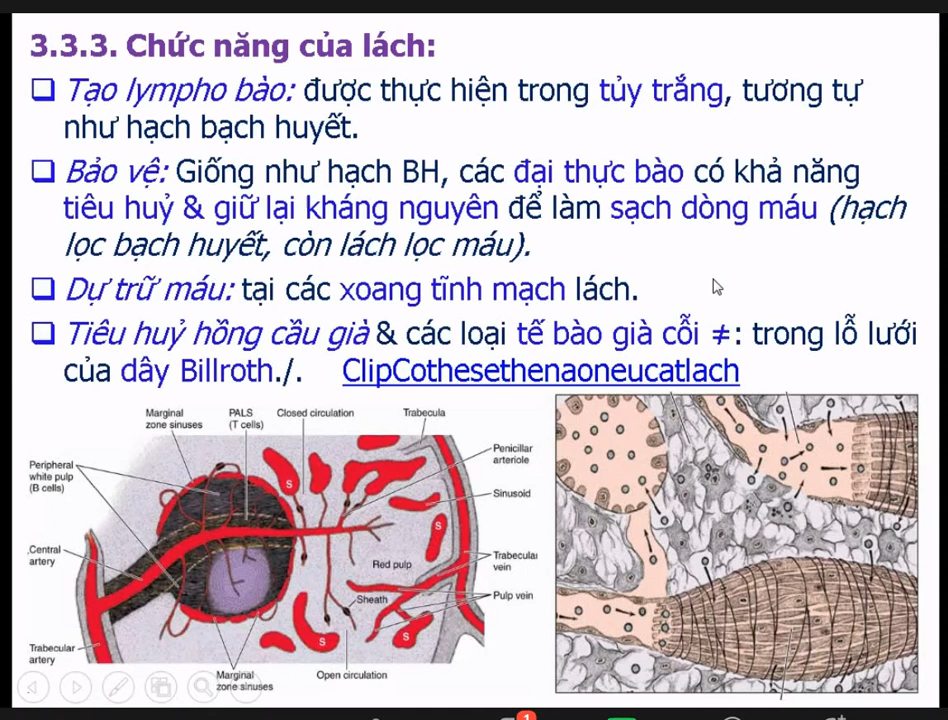 3.3.3. Chức năng của lách:
Tạo lympho bào: được thực hiện trong tủy trắng, tương tự
như hạch bạch huyết.
Bảo vệ: Giống như hạch BH, các đại thực bào có khả năng
tiêu huỷ & giữ lại kháng nguyên để làm sạch dòng máu (hạch
lọc bạch huyết, còn lách lọc máu).
Dự trữ máu: tại các xoang tĩnh mạch lách.
Tiêu huỷ hồng cầu già & các loại tế bào già cỗi ≠: trong lỗ lưới
của dây Billroth./. ClipCothesethenaoneucatlach
Marginal
zone sinuses
PALS
(T cells)
Closed circulation
Trabecula
Peripheral
white pulp
(B cells)
Penicillar
arteriole
Sinusoid
S
S
Central
artery
Red pulp
Trabecular
vein
Sheath
Pulp vein
S
S
Trabecular
artery
Marginal
zone sinuses
Open circulation
1